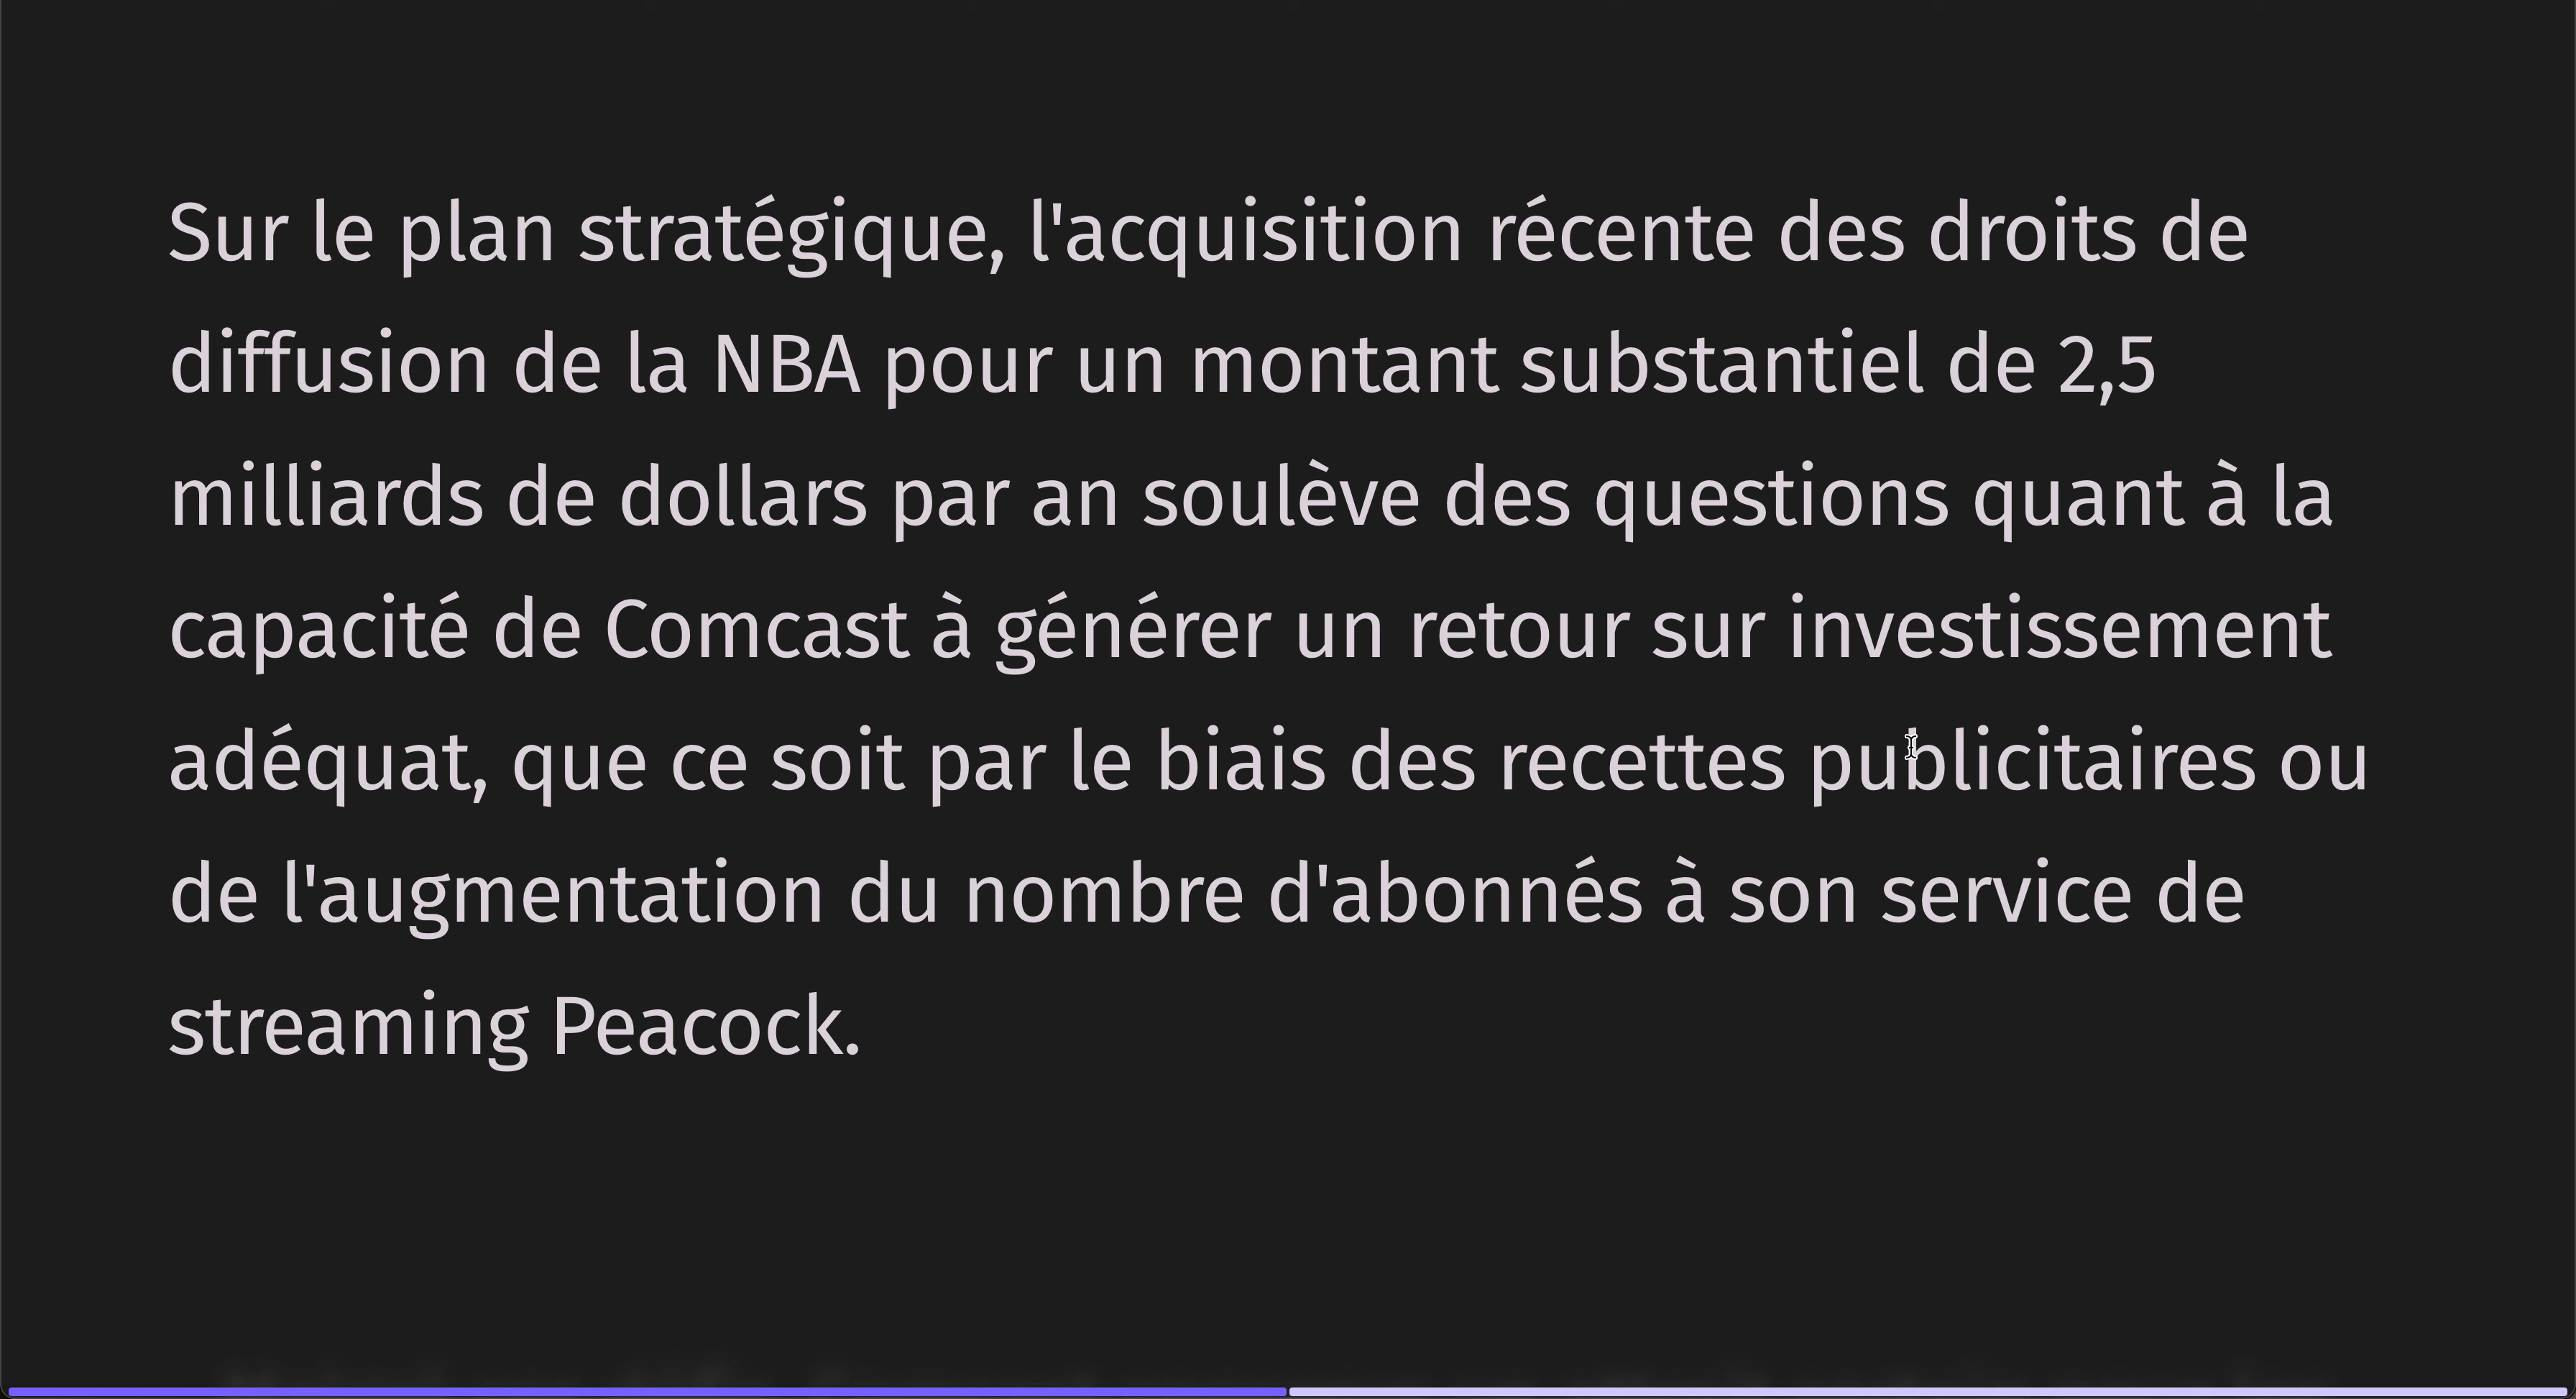 Sur le plan stratégique, l'acquisition récente des droits de
diffusion de la NBA pour un montant substantiel de 2,5
milliards de dollars par an soulève des questions quant à la
capacité de Comcast à générer un retour sur investissement
adéquat, que ce soit par le biais des recettes publicitaires ou
de l'augmentation du nombre d'abonnés à son service de
streaming Peacock.